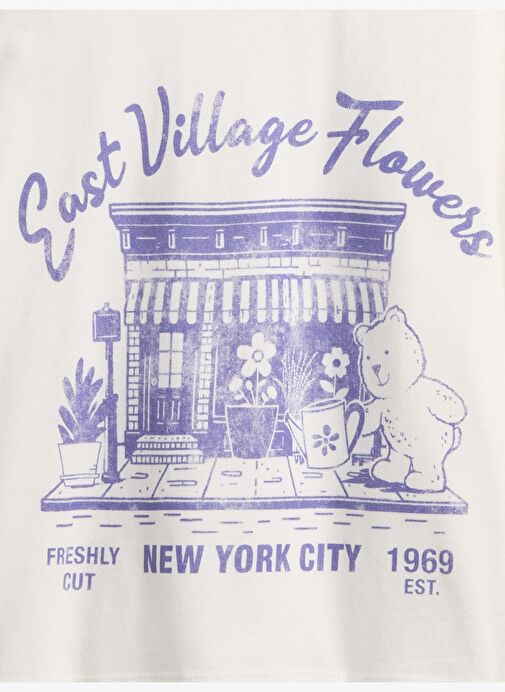 East Village Flowers
FRESHLY
CUT
NEW YORK CITY
1969
EST.